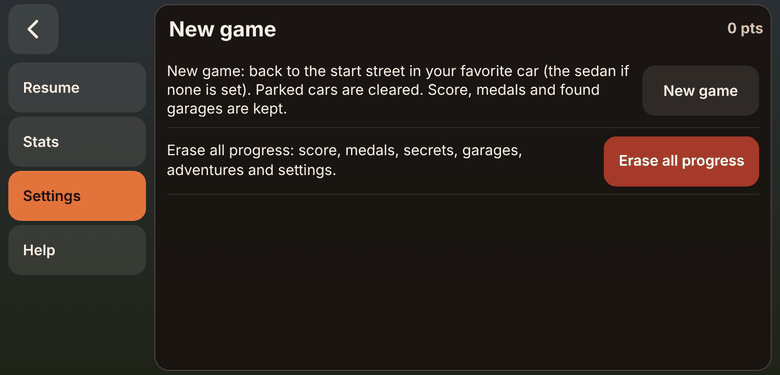 New game
0 pts
Resume
Stats
Settings
Help
New game: back to the start street in your favorite car (the sedan if
none is set). Parked cars are cleared. Score, medals and found
garages are kept.
New game
Erase all progress: score, medals, secrets, garages,
adventures and settings.
Erase all progress